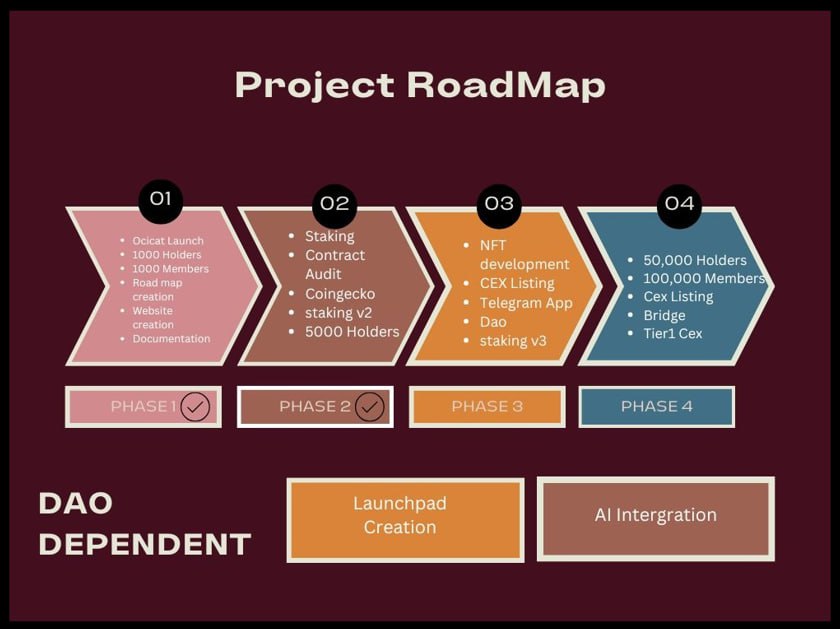 Project RoadMap
01
Ocicat Launch
1000 Holders
1000 Members
Road map
creation
Website
creation
Documentation
PHASE 1
02
Staking
Contract
Audit
Coingecko
staking v2
5000 Holders
PHASE 2
03
NFT
development
CEX Listing
Telegram App
Dao
staking v3
PHASE 3
04
50,000 Holders
100,000 Members
Cex Listing
Bridge
Tier1 Cex
PHASE 4
DAO
DEPENDENT
Launchpad
Creation
AI Intergration